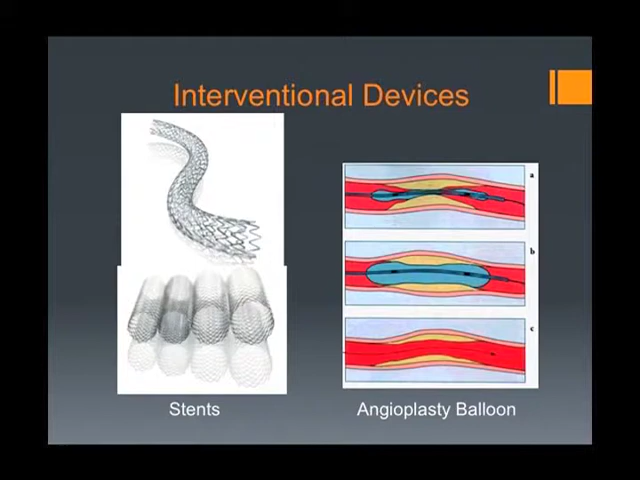 Interventional Devices
a
b
c
Stents
Angioplasty Balloon